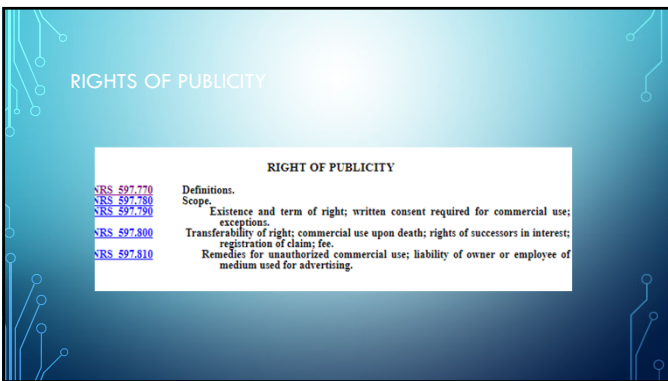 RIGHTS OF PUBLICITY
RIGHT OF PUBLICITY
NRS 597.770 Definitions.
NRS 597.780 Scope.
NRS 597.790 Existence and term of right; written consent required for commercial use;
exceptions.
NRS 597.800 Transferability of right; commercial use upon death; rights of successors in interest;
registration of claim; fee.
NRS 597.810 Remedies for unauthorized commercial use; liability of owner or employee of
medium used for advertising.